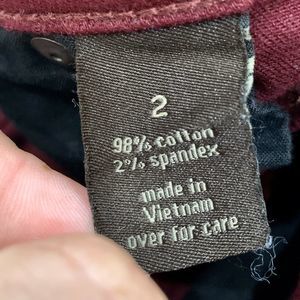 2
98% cotton
2% spandex
made in
Vietnam
over for care